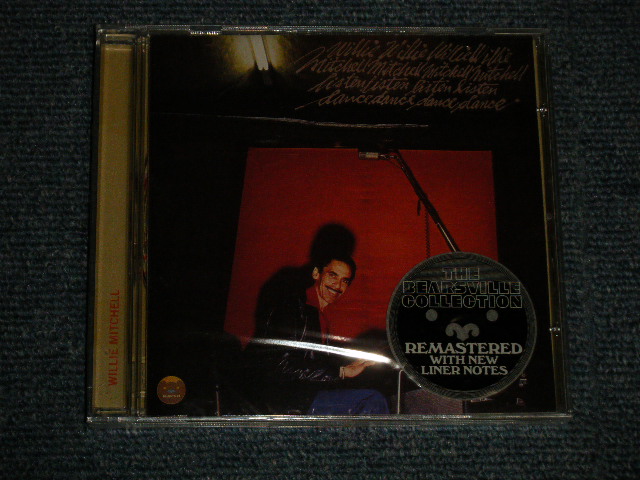 Willie Willie Willie Willie
Mitchell Mitchell Mitchell Mitchell
Listen Listen Listen Listen
dance dance dance dance
WILLIE MITCHELL
THE
BEARSVILLE
COLLECTION
REMASTERED
WITH NEW
LINER NOTES